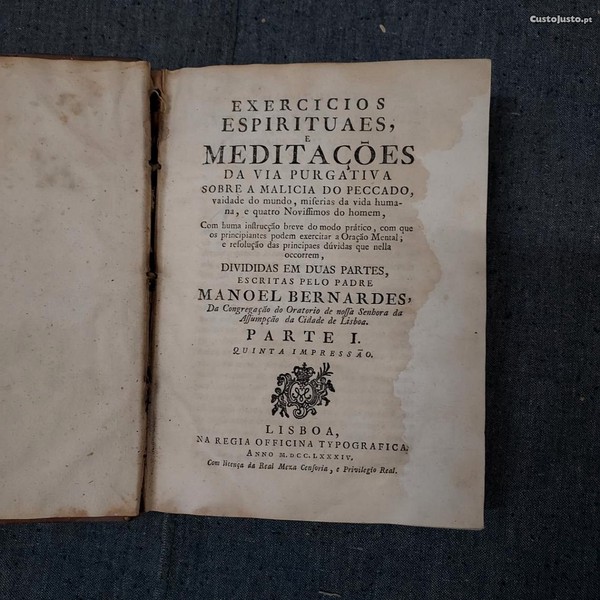 CustoJusto.pt
EXERCICIOS
ESPIRITUAES,
E
MEDITAÇÕES
DA VIA PURGATIVA
SOBRE A MALICIA DO PECCADO,
vaidade do mundo, miſerias da vida huma-
na, e quatro Noviſſimos do homem,
Com huma inſtrucção breve do modo prático, com que
os principiantes podem exercitar a Oração Mental;
e reſolução das principaes dúvidas que nella
occorrem,
DIVIDIDAS EM DUAS PARTES,
ESCRITAS PELO PADRE
MANOEL BERNARDES,
Da Congregação do Oratorio de noſſa Senhora da
Aſſumpção da Cidade de Lisboa.
PARTE I.
QUINTA IMPRESSÃO.
LISBOA,
NA REGIA OFFICINA TYPOGRAFICA.
ANNO M.DCC.LXXXIV.
Com licença da Real Meza Cenſoria, e Privilegio Real.